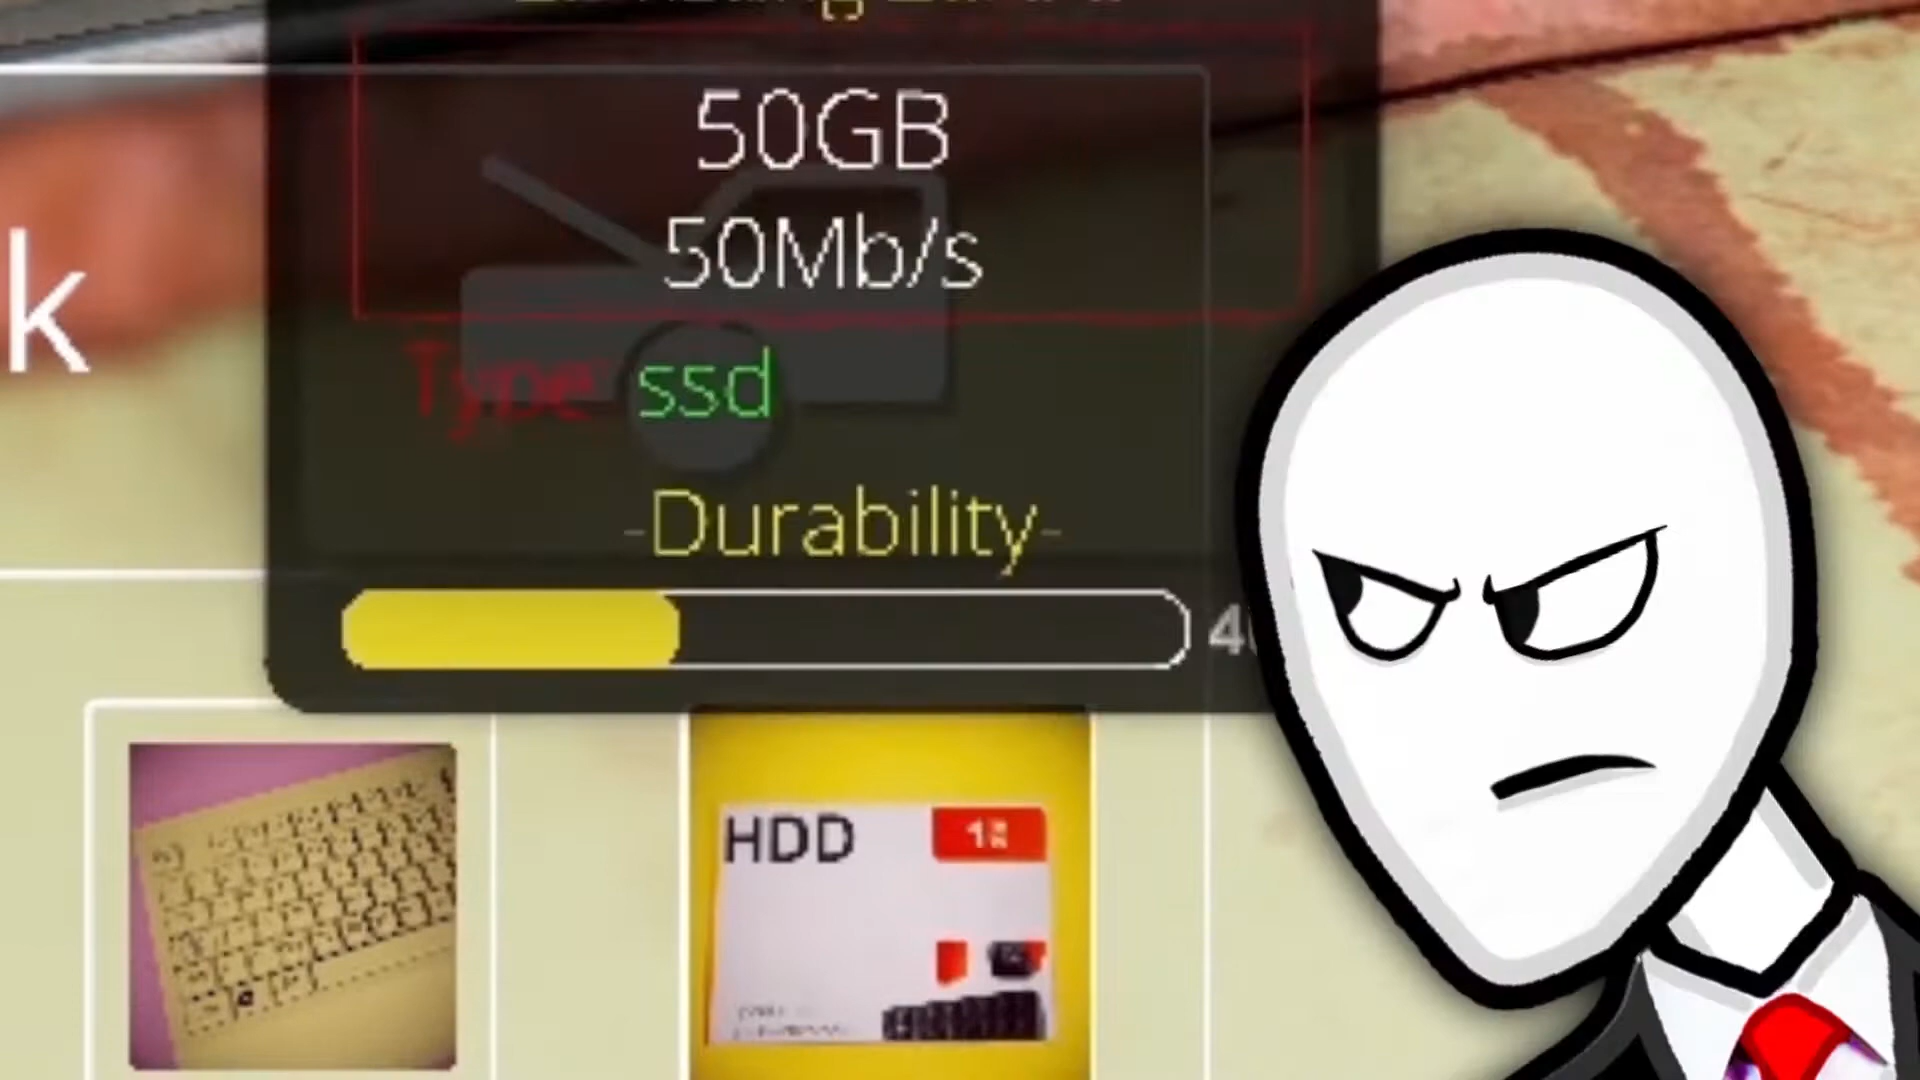 50GB
50Mb/s
k
Type: ssd
-Durability-
HDD